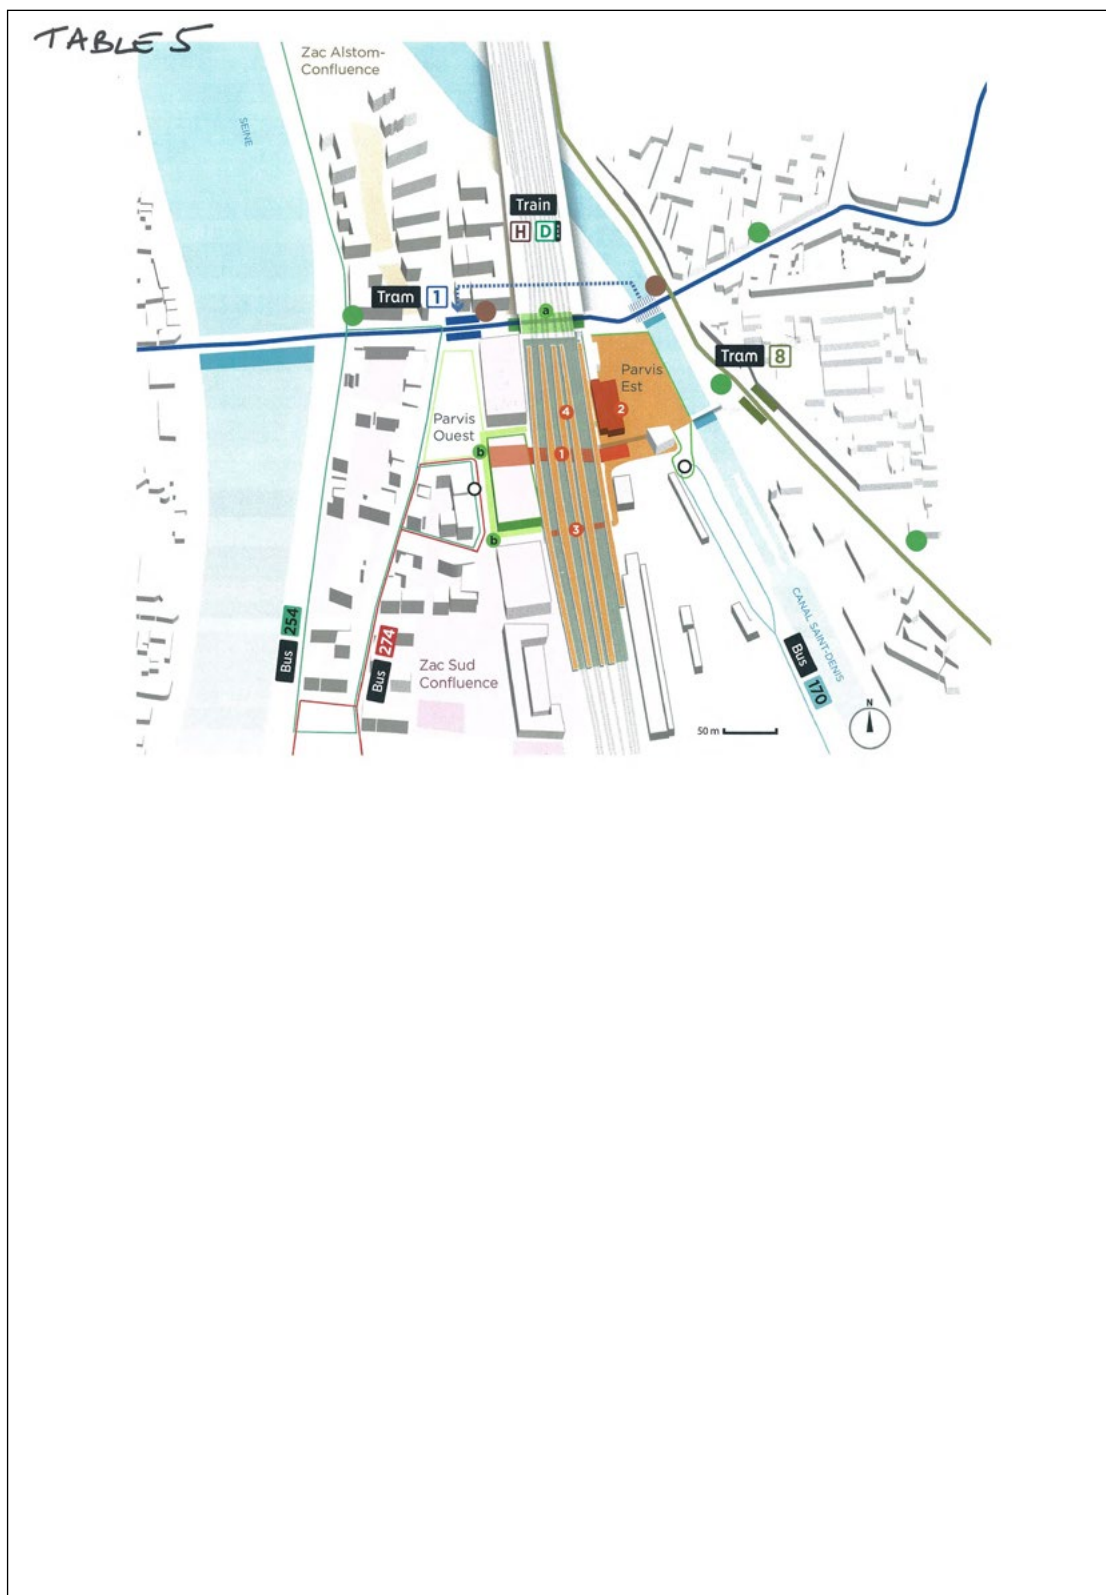 TABLE 5
Zac Alstom-
Confluence
SEINE
Train
H D
a
Tram 1
Tram 8
Parvis
Est
Parvis
Ouest
4
2
b
1
3
b
Bus 254
Bus 274
Zac Sud
Confluence
CANAL SAINT-DENIS
Bus 170
50 m
N